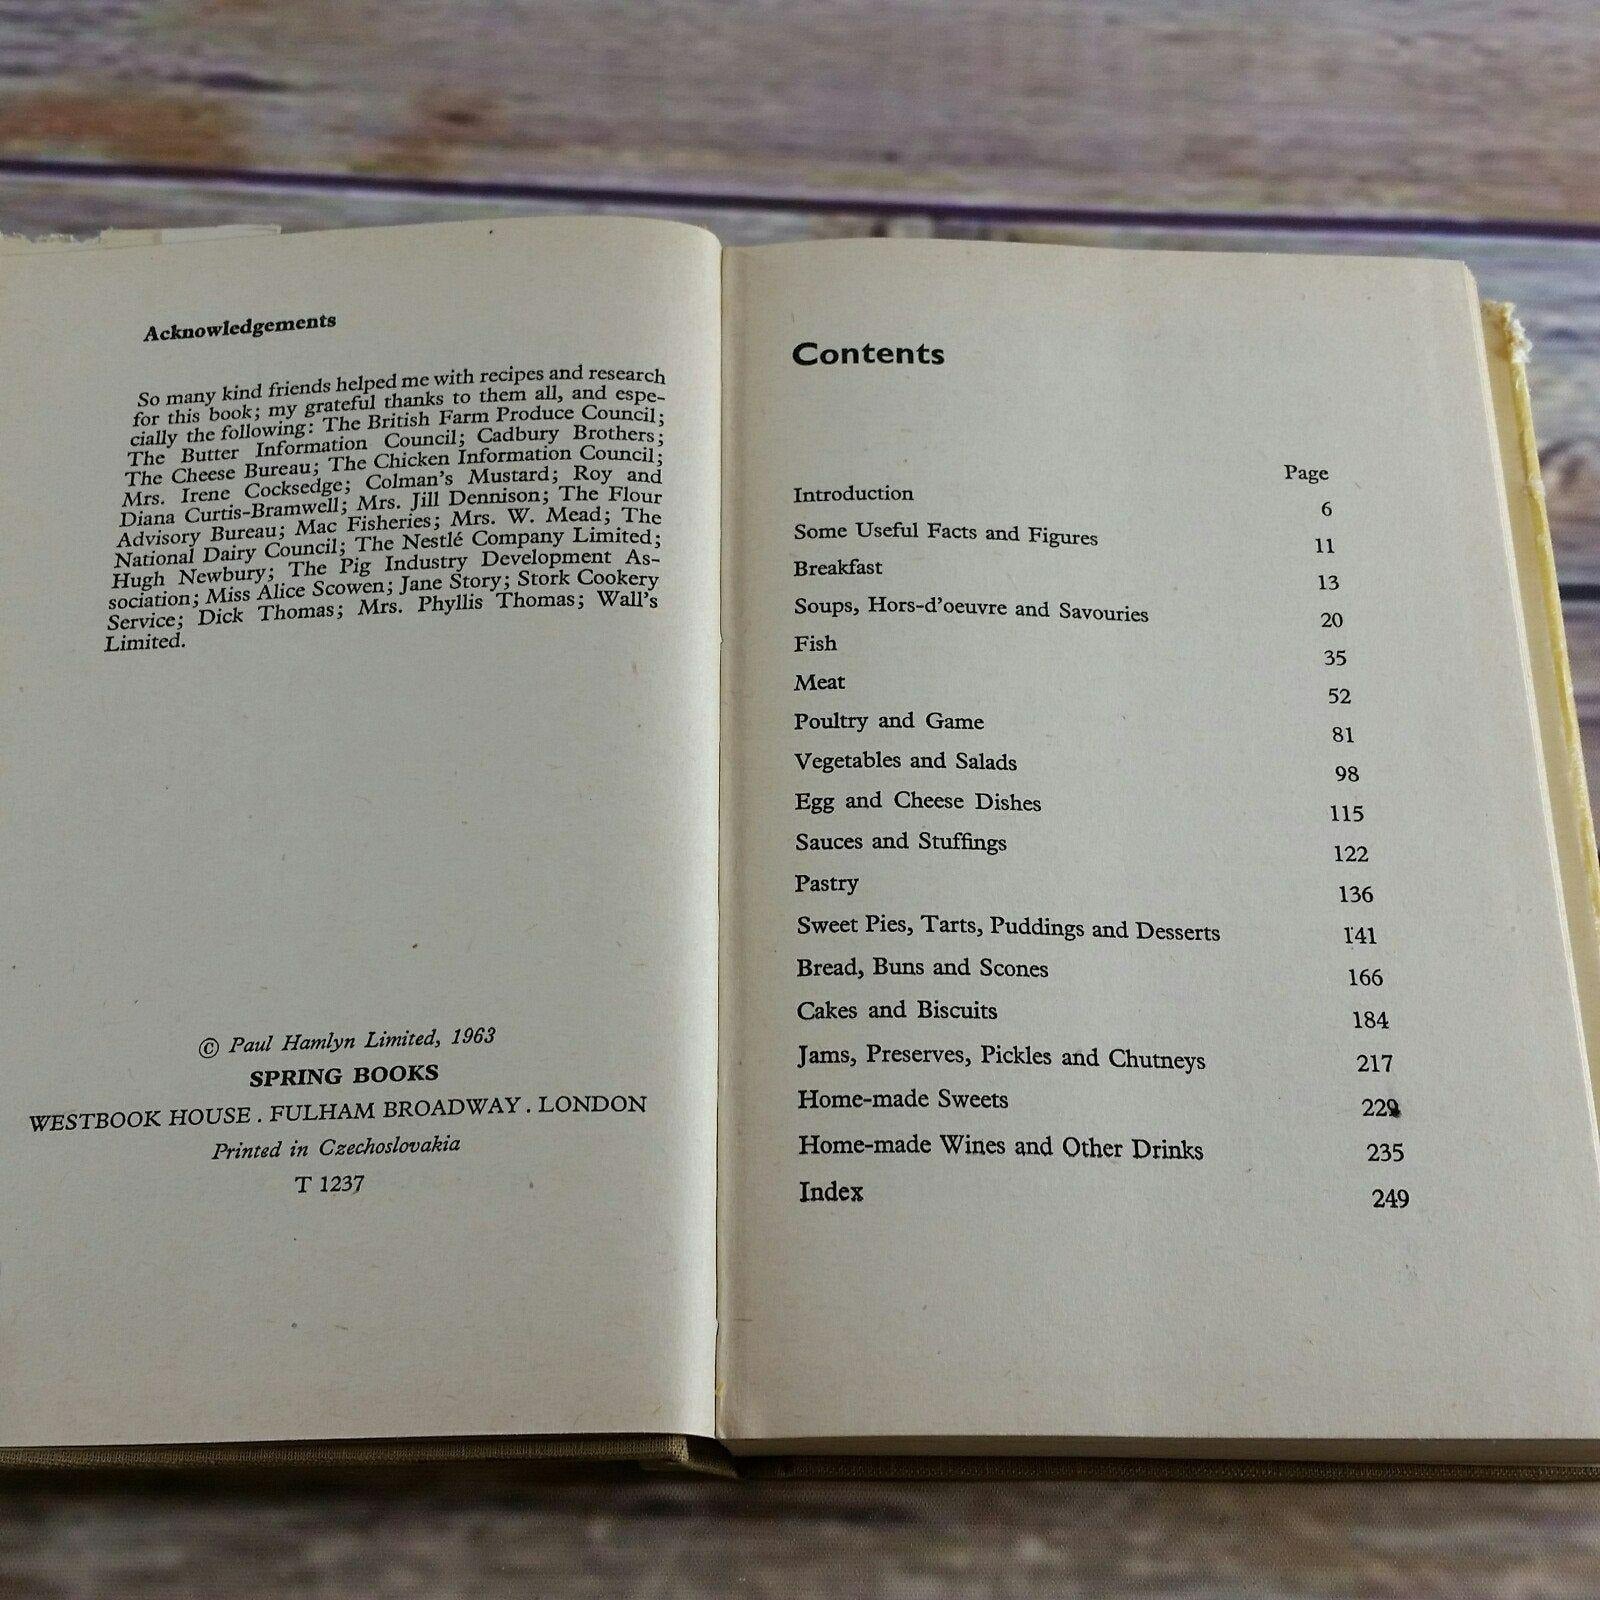 Acknowledgements
So many kind friends helped me with recipes and research
for this book; my grateful thanks to them all, and espe-
cially the following: The British Farm Produce Council;
The Butter Information Council; Cadbury Brothers;
The Cheese Bureau; The Chicken Information Council;
Mrs. Irene Cocksedge; Colman's Mustard; Roy and
Diana Curtis-Bramwell; Mrs. Jill Dennison; The Flour
Advisory Bureau; Mac Fisheries; Mrs. W. Mead; The
National Dairy Council; The Nestlé Company Limited;
Hugh Newbury; The Pig Industry Development As-
sociation; Miss Alice Scowen; Jane Story; Stork Cookery
Service; Dick Thomas; Mrs. Phyllis Thomas; Wall's
Limited.
© Paul Hamlyn Limited, 1963
SPRING BOOKS
WESTBOOK HOUSE . FULHAM BROADWAY . LONDON
Printed in Czechoslovakia
T 1237
Contents
Page
Introduction 6
Some Useful Facts and Figures 11
Breakfast 13
Soups, Hors-d'oeuvre and Savouries 20
Fish 35
Meat 52
Poultry and Game 81
Vegetables and Salads 98
Egg and Cheese Dishes 115
Sauces and Stuffings 122
Pastry 136
Sweet Pies, Tarts, Puddings and Desserts 141
Bread, Buns and Scones 166
Cakes and Biscuits 184
Jams, Preserves, Pickles and Chutneys 217
Home-made Sweets 229
Home-made Wines and Other Drinks 235
Index 249